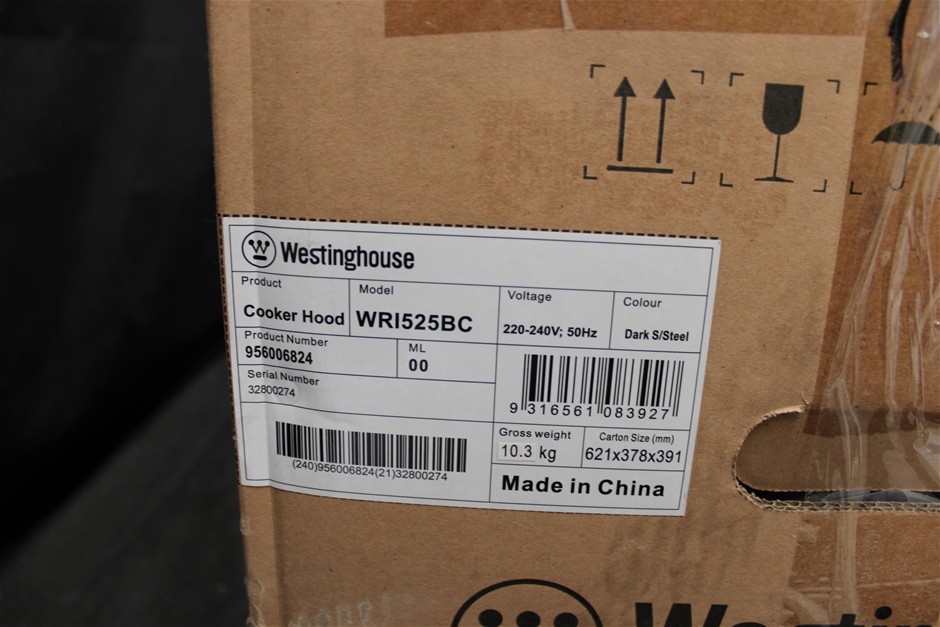 Westinghouse
Product
Cooker Hood
Model
WRI525BC
Voltage
220-240V; 50Hz
Colour
Dark S/Steel
Product Number
956006824
ML
00
Serial Number
32800274
9 316561 083927
(240)956006824(21)32800274
Gross weight
10.3 kg
Carton Size (mm)
621x378x391
Made in China